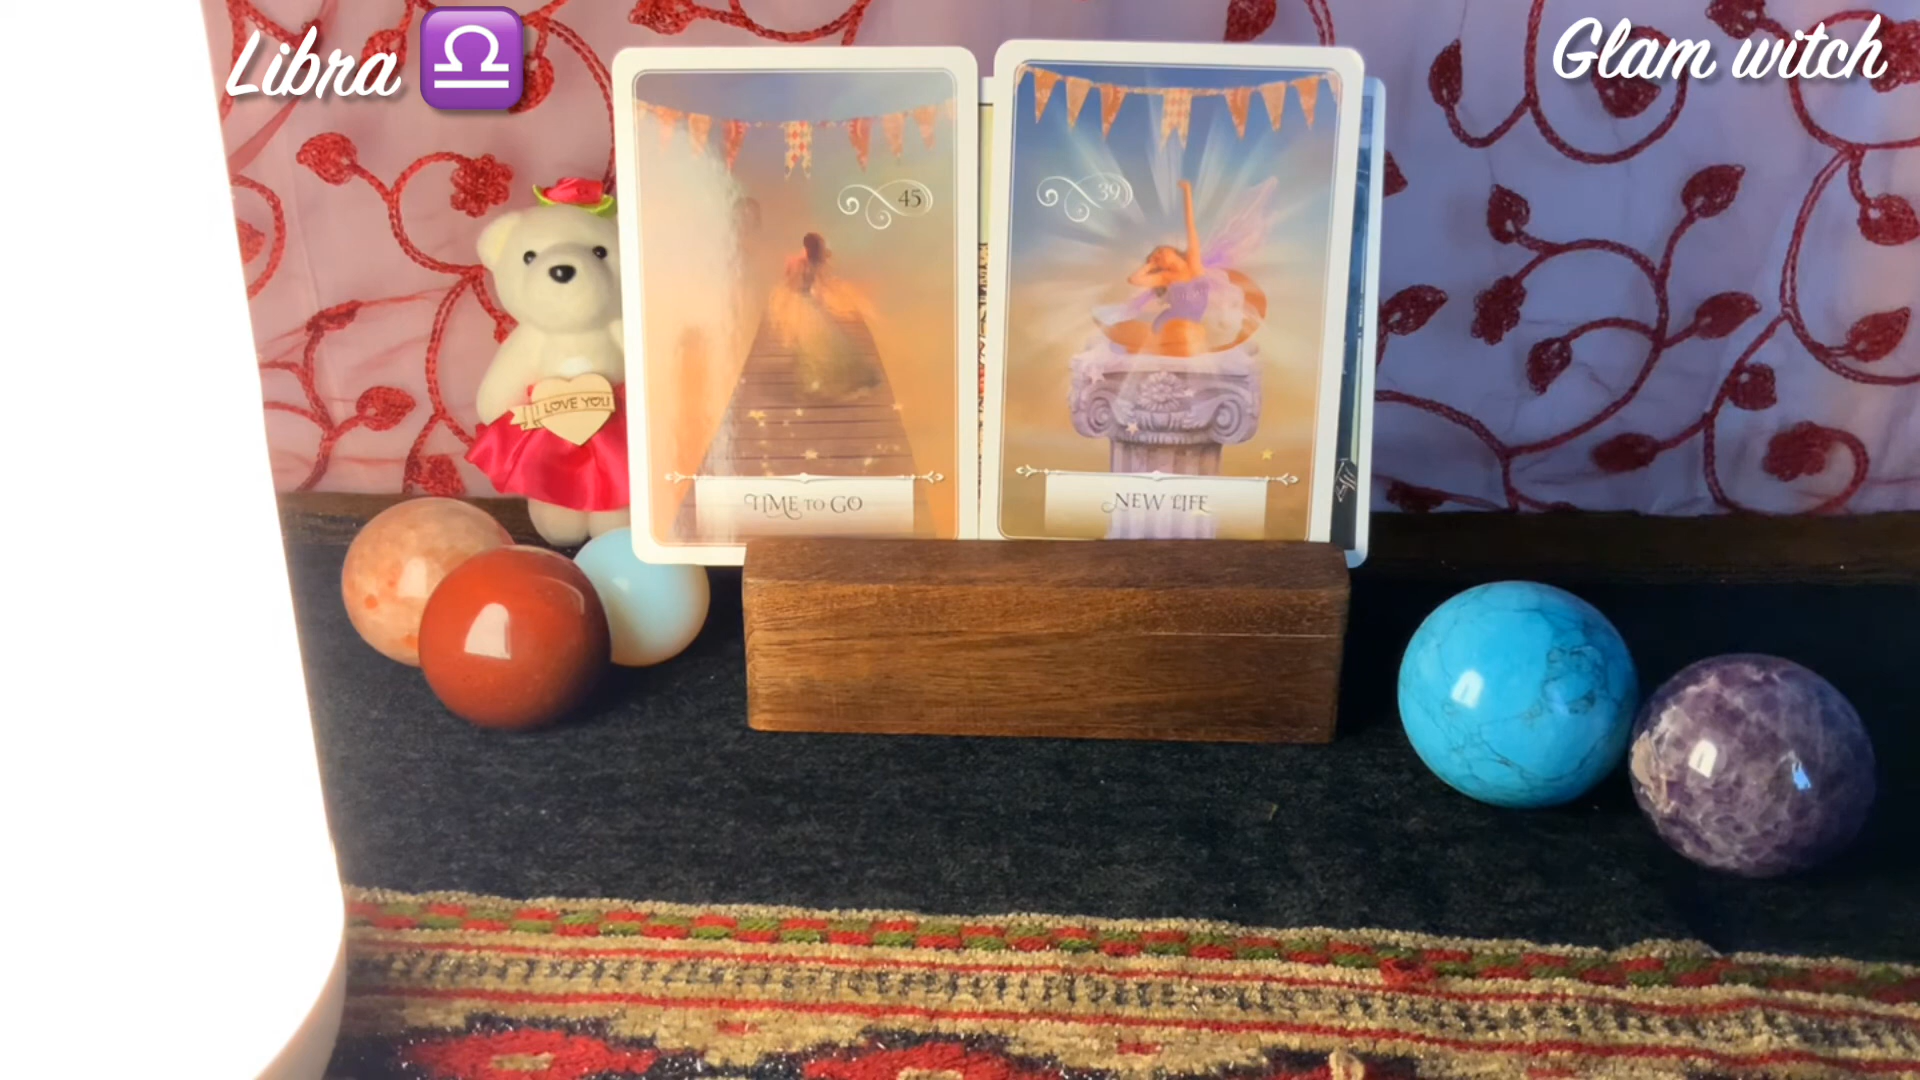 Libra ♎
Glam witch
45
39
I LOVE YOU
TIME TO GO
NEW LIFE